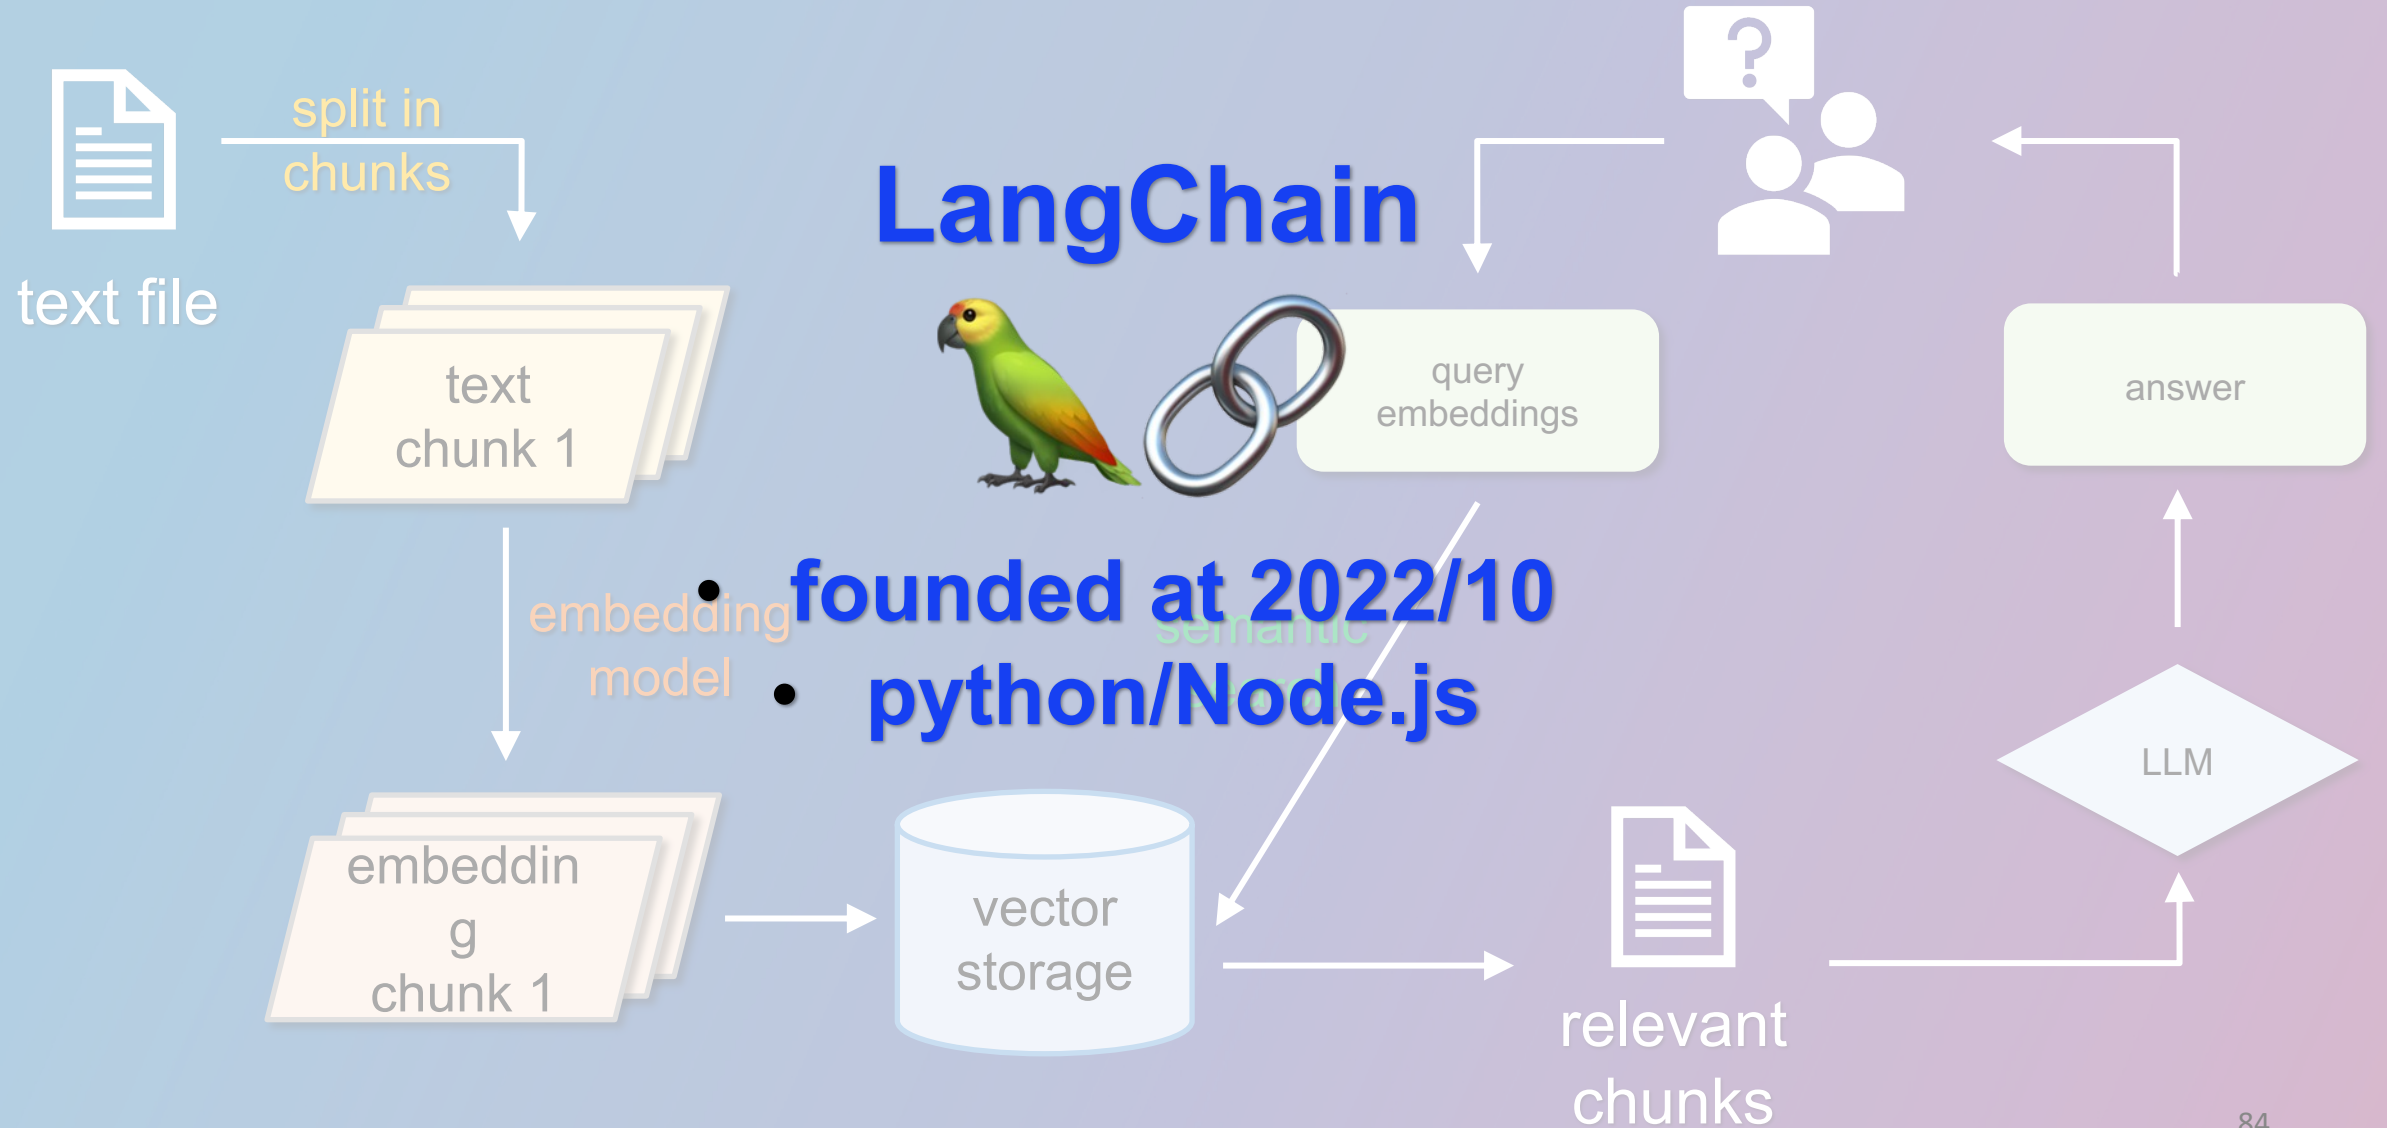 split in
chunks
text file
LangChain
?
text
chunk 1
query
embeddings
answer
• founded at 2022/10
embedding
model
semantic
• python/Node.js
LLM
embeddin
g
chunk 1
vector
storage
relevant
chunks
84